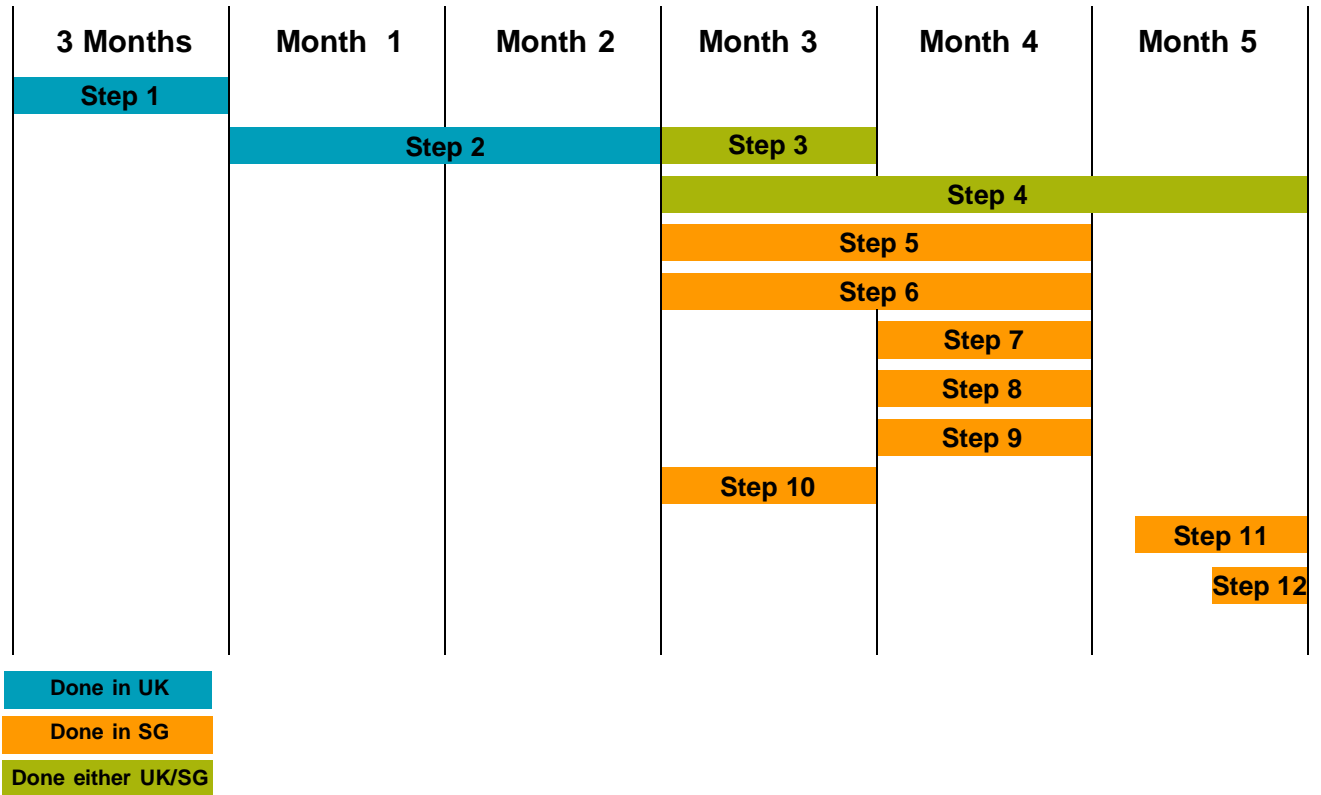 3 Months Month 1 Month 2 Month 3 Month 4 Month 5
Step 1
Step 2 Step 3
Step 4
Step 5
Step 6
Step 7
Step 8
Step 9
Step 10
Step 11
Step 12
Done in UK
Done in SG
Done either UK/SG